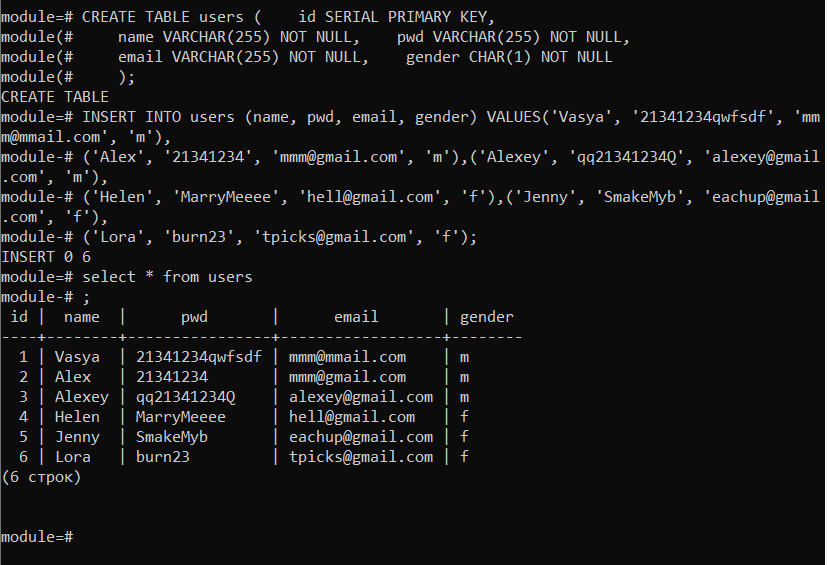 module=# CREATE TABLE users (    id SERIAL PRIMARY KEY,
module(#     name VARCHAR(255) NOT NULL,    pwd VARCHAR(255) NOT NULL,
module(#     email VARCHAR(255) NOT NULL,    gender CHAR(1) NOT NULL
module(#     );
CREATE TABLE
module=# INSERT INTO users (name, pwd, email, gender) VALUES('Vasya', '21341234qwfsdf', 'mm
m@mmail.com', 'm'),
module-# ('Alex', '21341234', 'mmm@gmail.com', 'm'),('Alexey', 'qq21341234Q', 'alexey@gmail
.com', 'm'),
module-# ('Helen', 'MarryMeeee', 'hell@gmail.com', 'f'),('Jenny', 'SmakeMyb', 'eachup@gmail
.com', 'f'),
module-# ('Lora', 'burn23', 'tpicks@gmail.com', 'f');
INSERT 0 6
module=# select * from users
module-# ;
 id |  name  |      pwd       |      email       | gender
----+--------+----------------+------------------+--------
  1 | Vasya  | 21341234qwfsdf | mmm@mmail.com    | m
  2 | Alex   | 21341234       | mmm@gmail.com    | m
  3 | Alexey | qq21341234Q    | alexey@gmail.com | m
  4 | Helen  | MarryMeeee     | hell@gmail.com   | f
  5 | Jenny  | SmakeMyb       | eachup@gmail.com | f
  6 | Lora   | burn23         | tpicks@gmail.com | f
(6 строк)
module=#